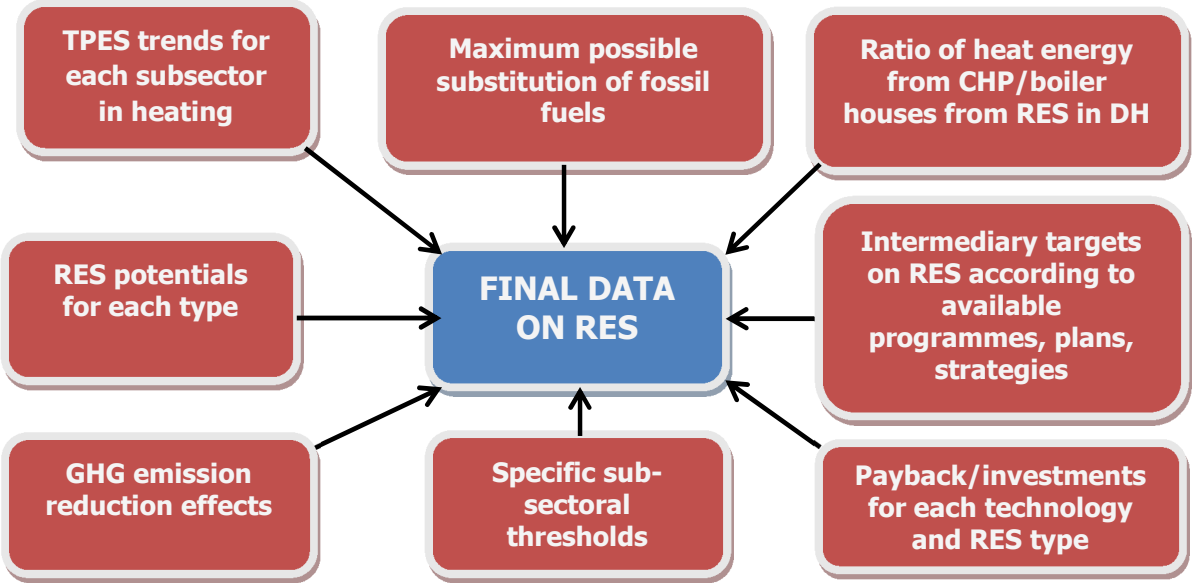 TPES trends for
each subsector
in heating
Maximum possible
substitution of fossil
fuels
Ratio of heat energy
from CHP/boiler
houses from RES in DH
RES potentials
for each type
FINAL DATA
ON RES
Intermediary targets
on RES according to
available
programmes, plans,
strategies
GHG emission
reduction effects
Specific sub-
sectoral
thresholds
Payback/investments
for each technology
and RES type